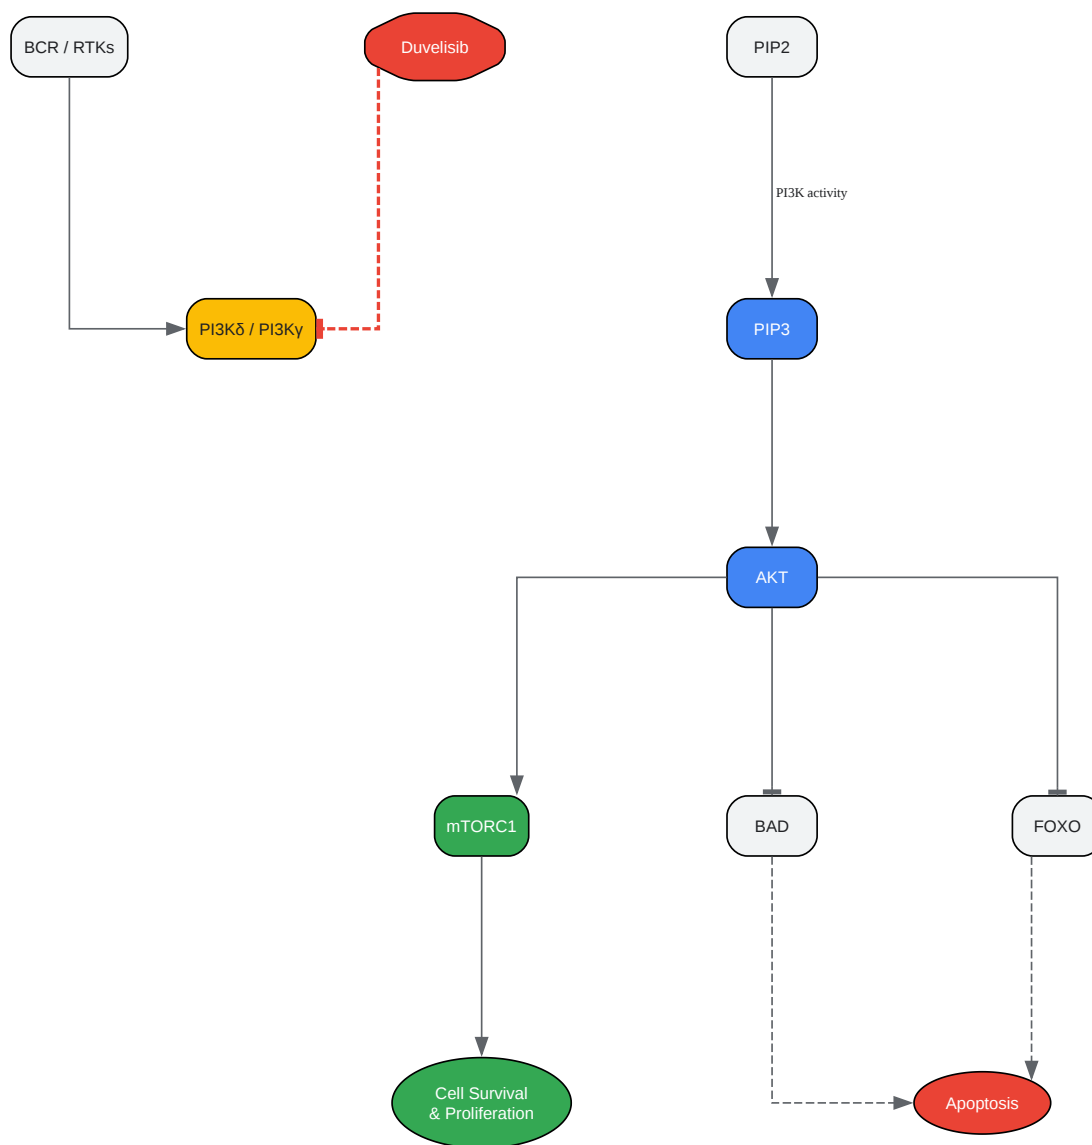 BCR / RTKs
Duvelisib
PIP2
PI3K activity
PI3Kδ / PI3Kγ
PIP3
AKT
mTORC1
BAD
FOXO
Cell Survival
& Proliferation
Apoptosis